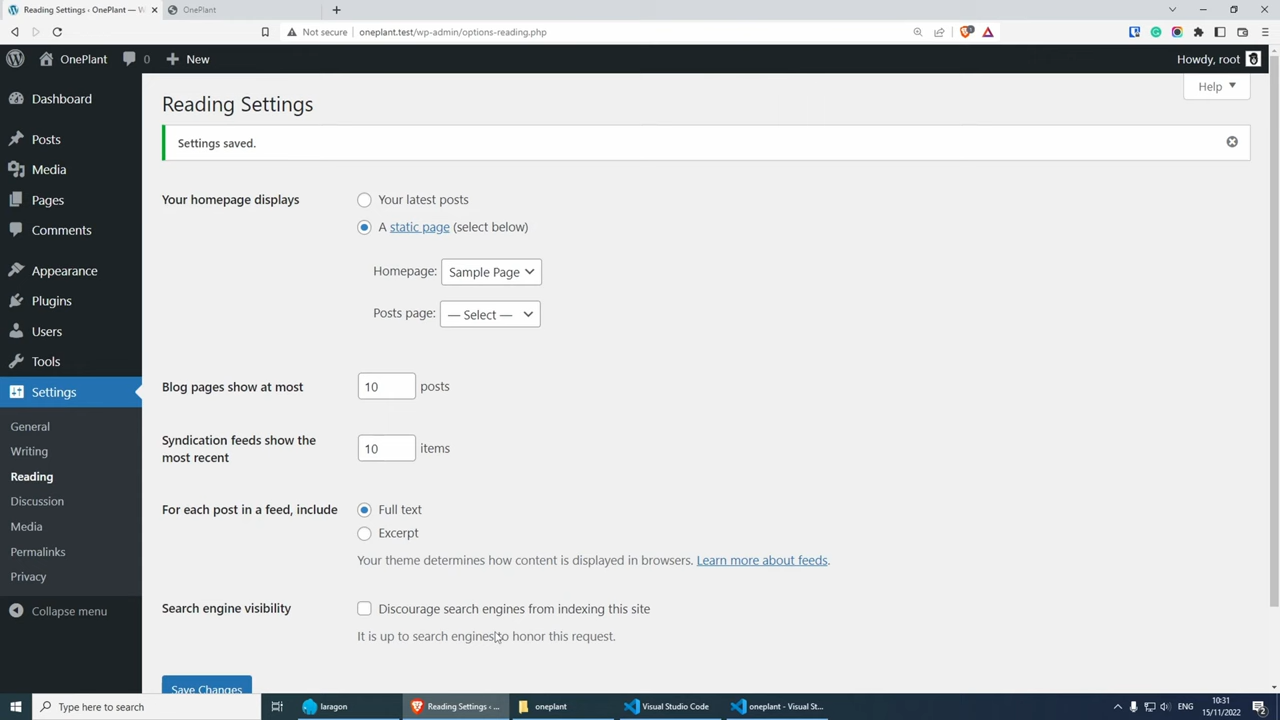 Reading Settings ‹ OnePlant — W
OnePlant
Not secure
oneplant.test/wp-admin/options-reading.php
OnePlant
0
New
Howdy, root
Help
Dashboard
Posts
Media
Pages
Comments
Appearance
Plugins
Users
Tools
Settings
General
Writing
Reading
Discussion
Media
Permalinks
Privacy
Collapse menu
Reading Settings
Settings saved.
Your homepage displays
Your latest posts
A static page (select below)
Homepage: Sample Page
Posts page: — Select —
Blog pages show at most
10 posts
Syndication feeds show the
most recent
10 items
For each post in a feed, include
Full text
Excerpt
Your theme determines how content is displayed in browsers. Learn more about feeds.
Search engine visibility
Discourage search engines from indexing this site
It is up to search engines to honor this request.
Save Changes
Type here to search
laragon
Reading Settings ‹ ...
oneplant
Visual Studio Code
oneplant - Visual St...
ENG
10:31
15/11/2022
2